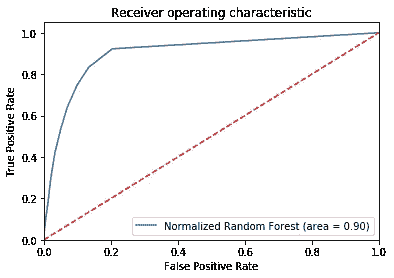 Receiver operating characteristic
True Positive Rate
1.0
0.8
0.6
0.4
0.2
0.0
Normalized Random Forest (area = 0.90)
0.0 0.2 0.4 0.6 0.8 1.0
False Positive Rate